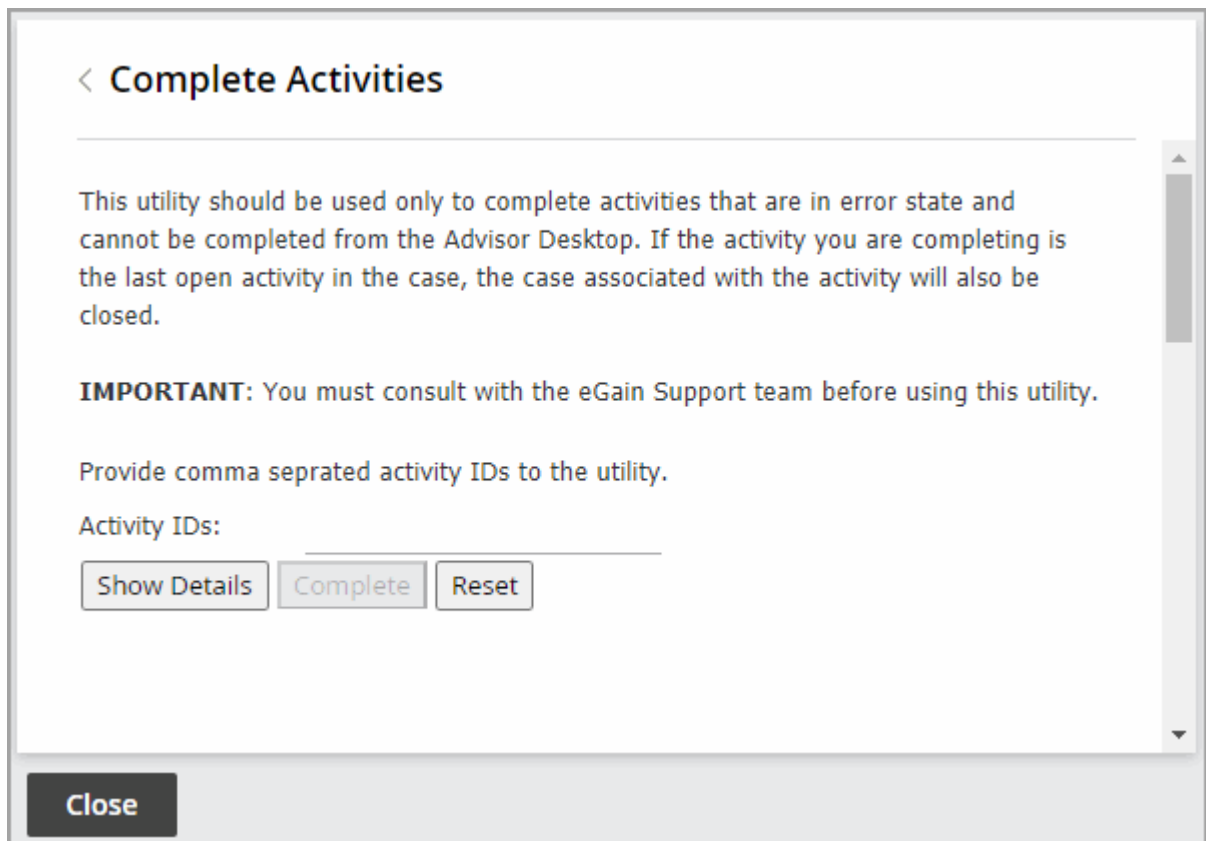 Complete Activities
This utility should be used only to complete activities that are in error state and
cannot be completed from the Advisor Desktop. If the activity you are completing is
the last open activity in the case, the case associated with the activity will also be
closed.
IMPORTANT: You must consult with the eGain Support team before using this utility.
Provide comma seprated activity IDs to the utility.
Activity IDs:
Show Details Complete Reset
Close